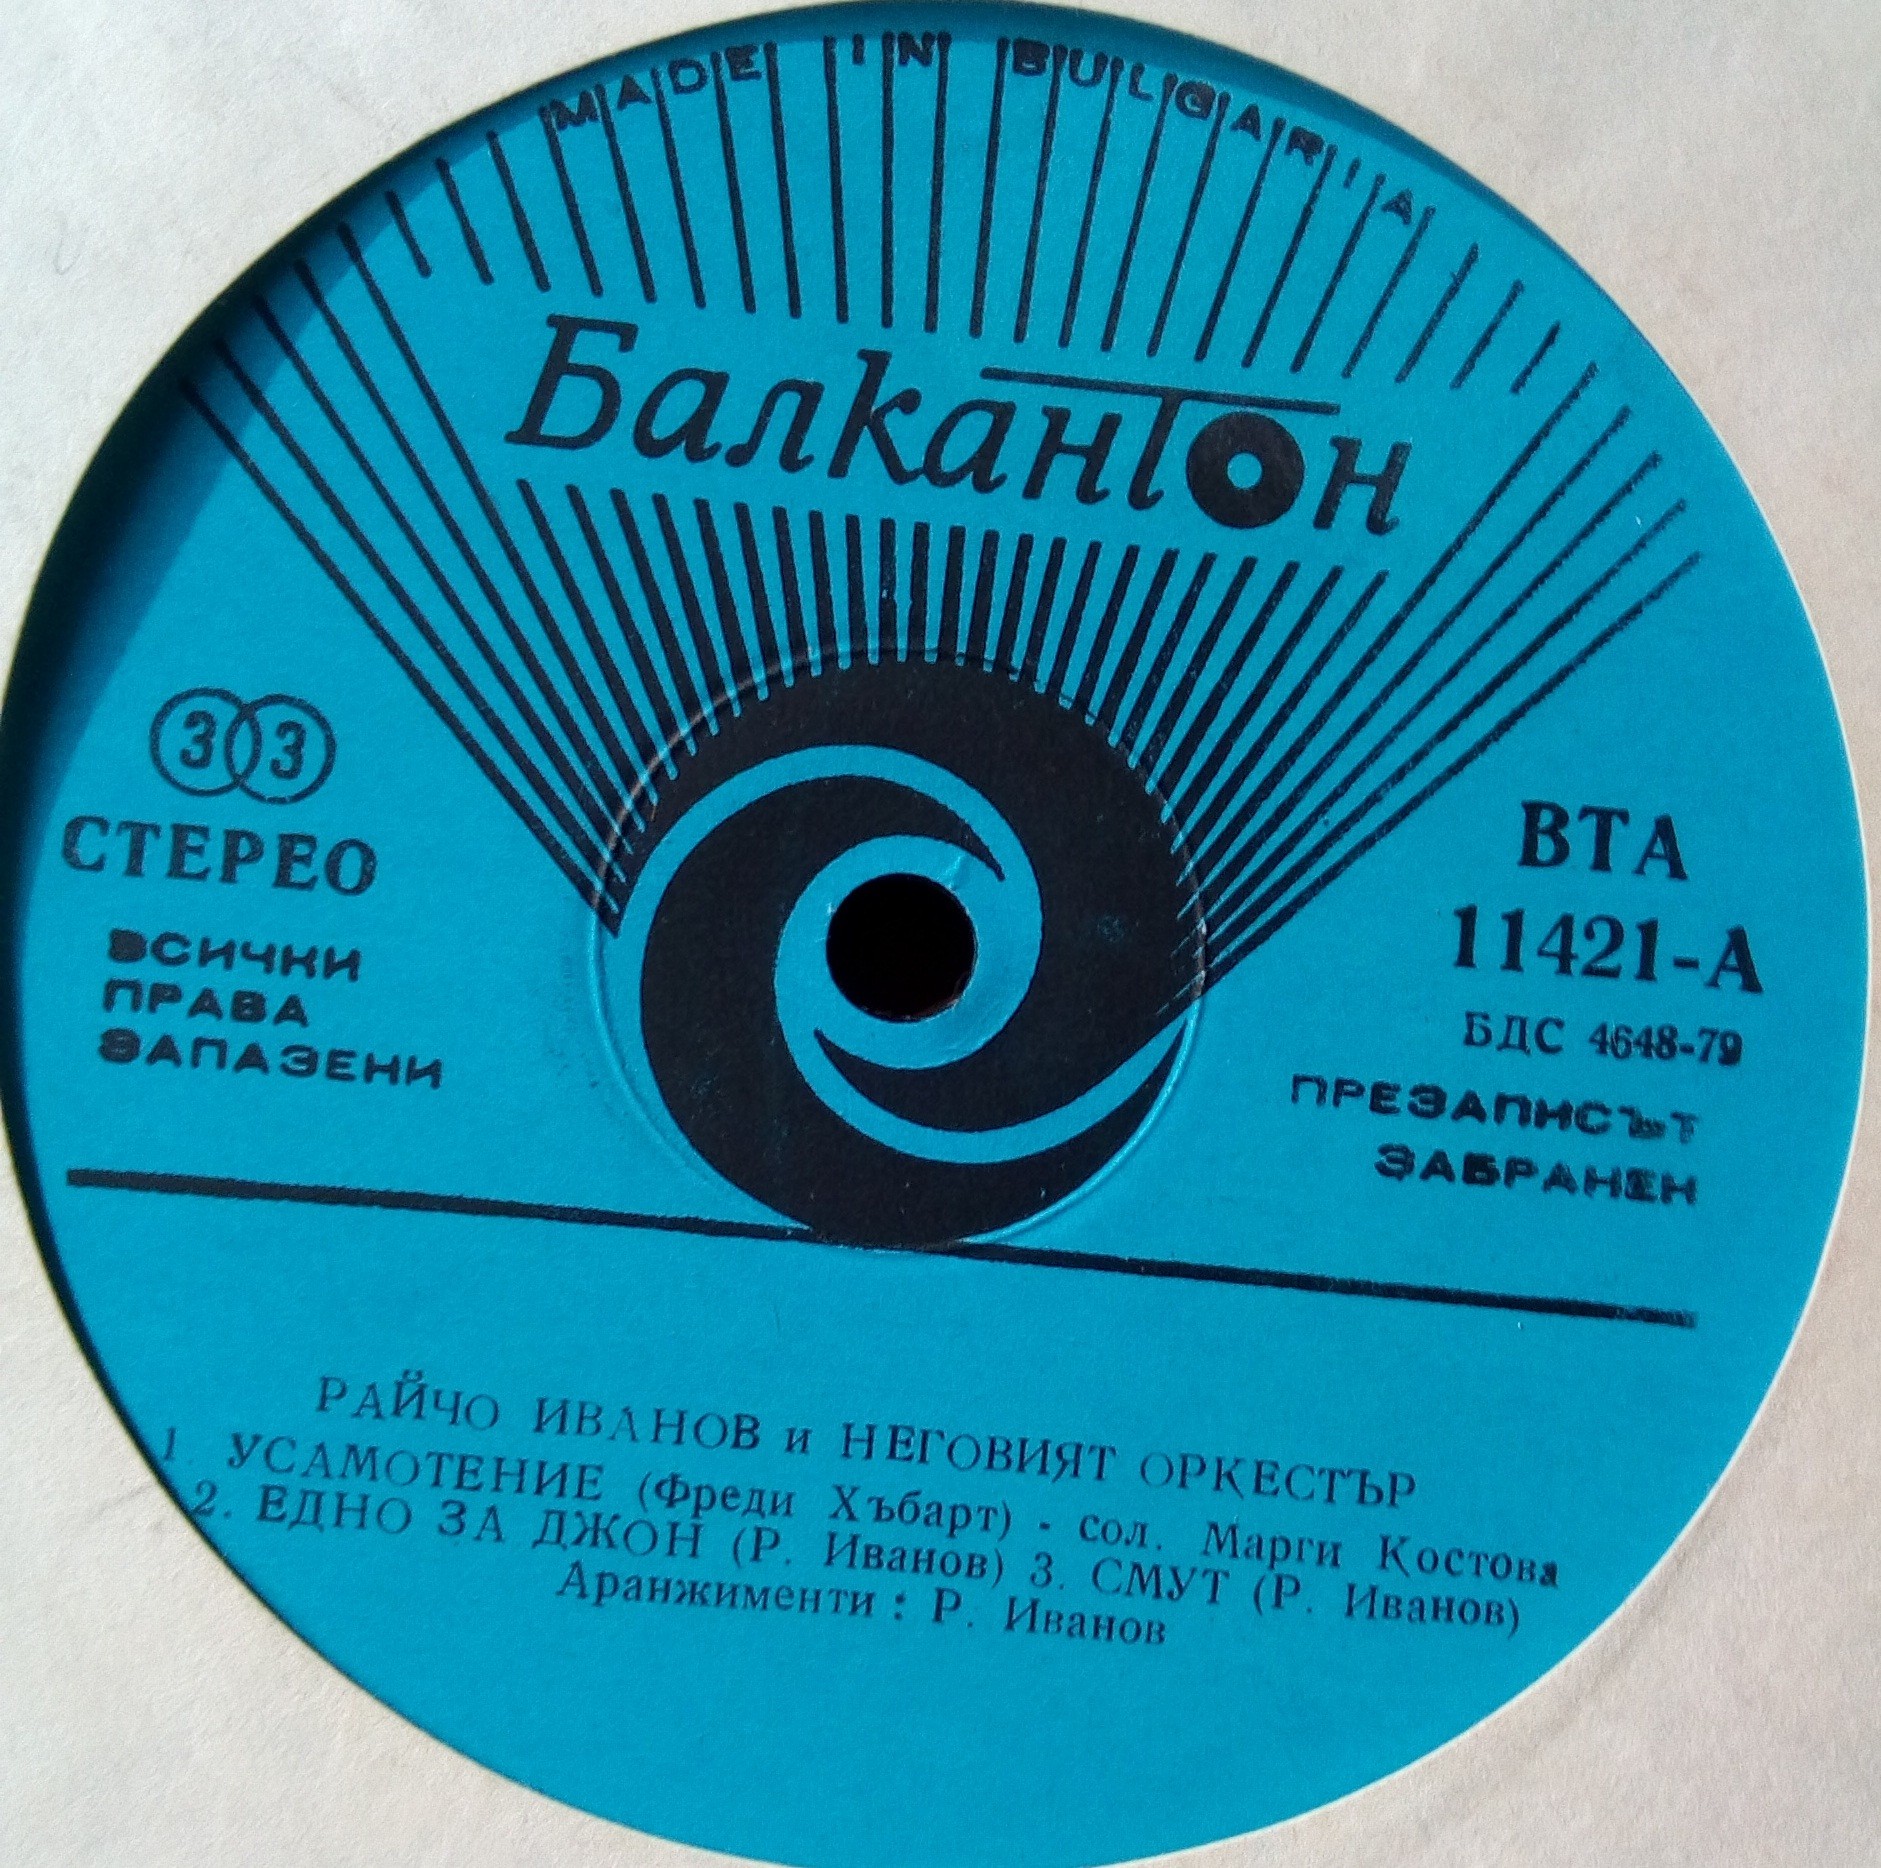 MADE IN BULGARIA
Балкантон
33
СТЕРЕО
ВСИЧКИ
ПРАВА
ЗАПАЗЕНИ
ВТА
11421-А
БДС 4648-79
ПРЕЗАПИСЪТ
ЗАБРАНЕН
РАЙЧО ИВАНОВ и НЕГОВИЯТ ОРКЕСТЪР
1. УСАМОТЕНИЕ (Фреди Хъбарт) - сол. Марги Костова
2. ЕДНО ЗА ДЖОН (Р. Иванов) 3. СМУТ (Р. Иванов)
Аранжименти : Р. Иванов